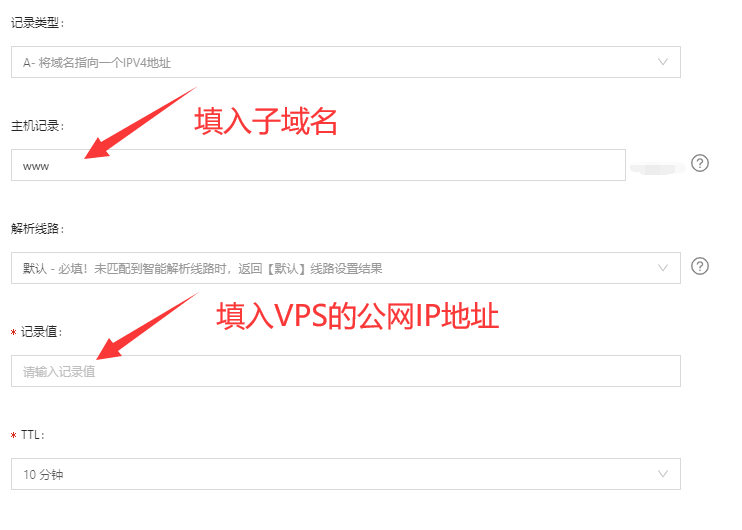 记录类型:
A- 将域名指向一个IPV4地址
填入子域名
主机记录:
www
?
解析线路:
默认 - 必填！未匹配到智能解析线路时，返回【默认】线路设置结果
?
填入VPS的公网IP地址
* 记录值:
请输入记录值
* TTL:
10 分钟